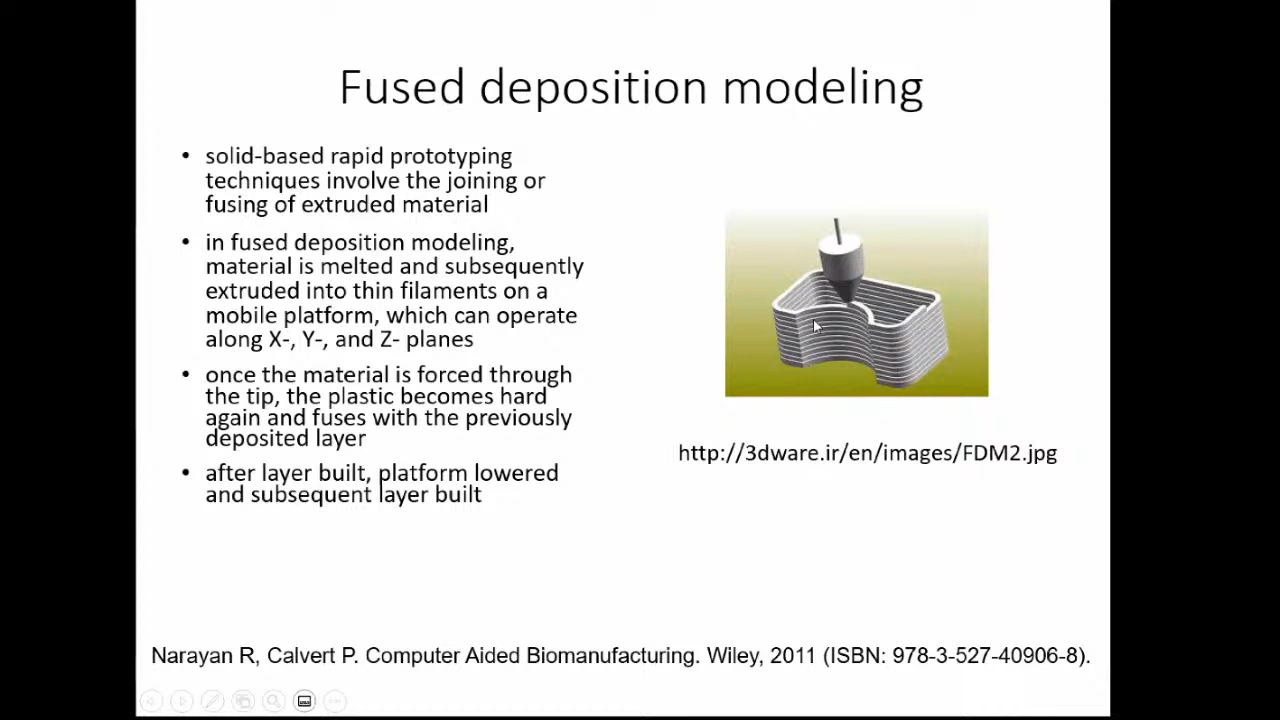 Fused deposition modeling
• solid-based rapid prototyping
techniques involve the joining or
fusing of extruded material
• in fused deposition modeling,
material is melted and subsequently
extruded into thin filaments on a
mobile platform, which can operate
along X-, Y-, and Z- planes
• once the material is forced through
the tip, the plastic becomes hard
again and fuses with the previously
deposited layer
• after layer built, platform lowered
and subsequent layer built
http://3dware.ir/en/images/FDM2.jpg
Narayan R, Calvert P. Computer Aided Biomanufacturing. Wiley, 2011 (ISBN: 978-3-527-40906-8).